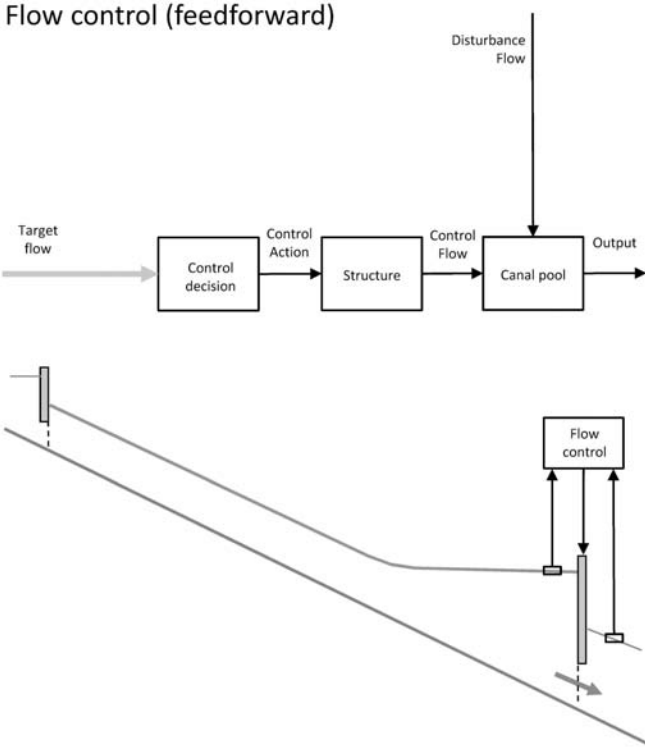 Flow control (feedforward)
Disturbance
Flow
Target
flow
Control
decision
Control
Action
Structure
Control
Flow
Canal pool
Output
Flow
control